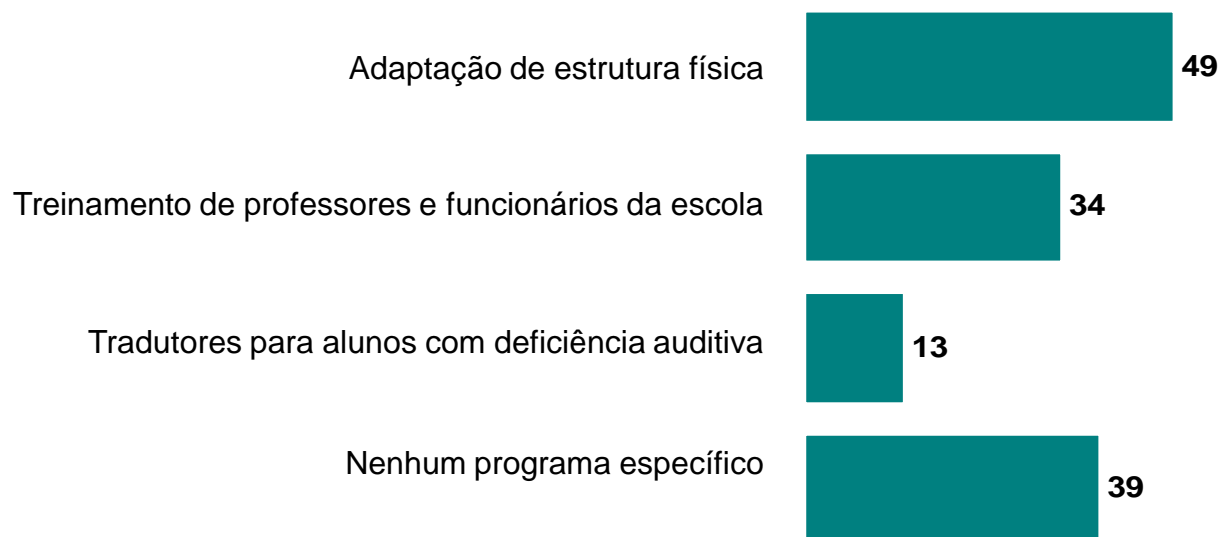 Adaptação de estrutura física 49
Treinamento de professores e funcionários da escola 34
Tradutores para alunos com deficiência auditiva 13
Nenhum programa específico 39